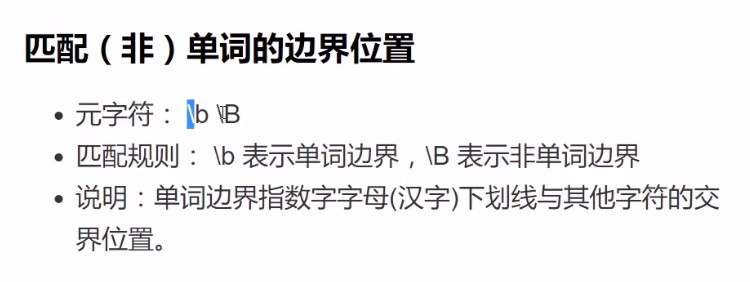 匹配（非）单词的边界位置
元字符： \b \B
匹配规则： \b 表示单词边界，\B 表示非单词边界
说明：单词边界指数字字母(汉字)下划线与其他字符的交
界位置。